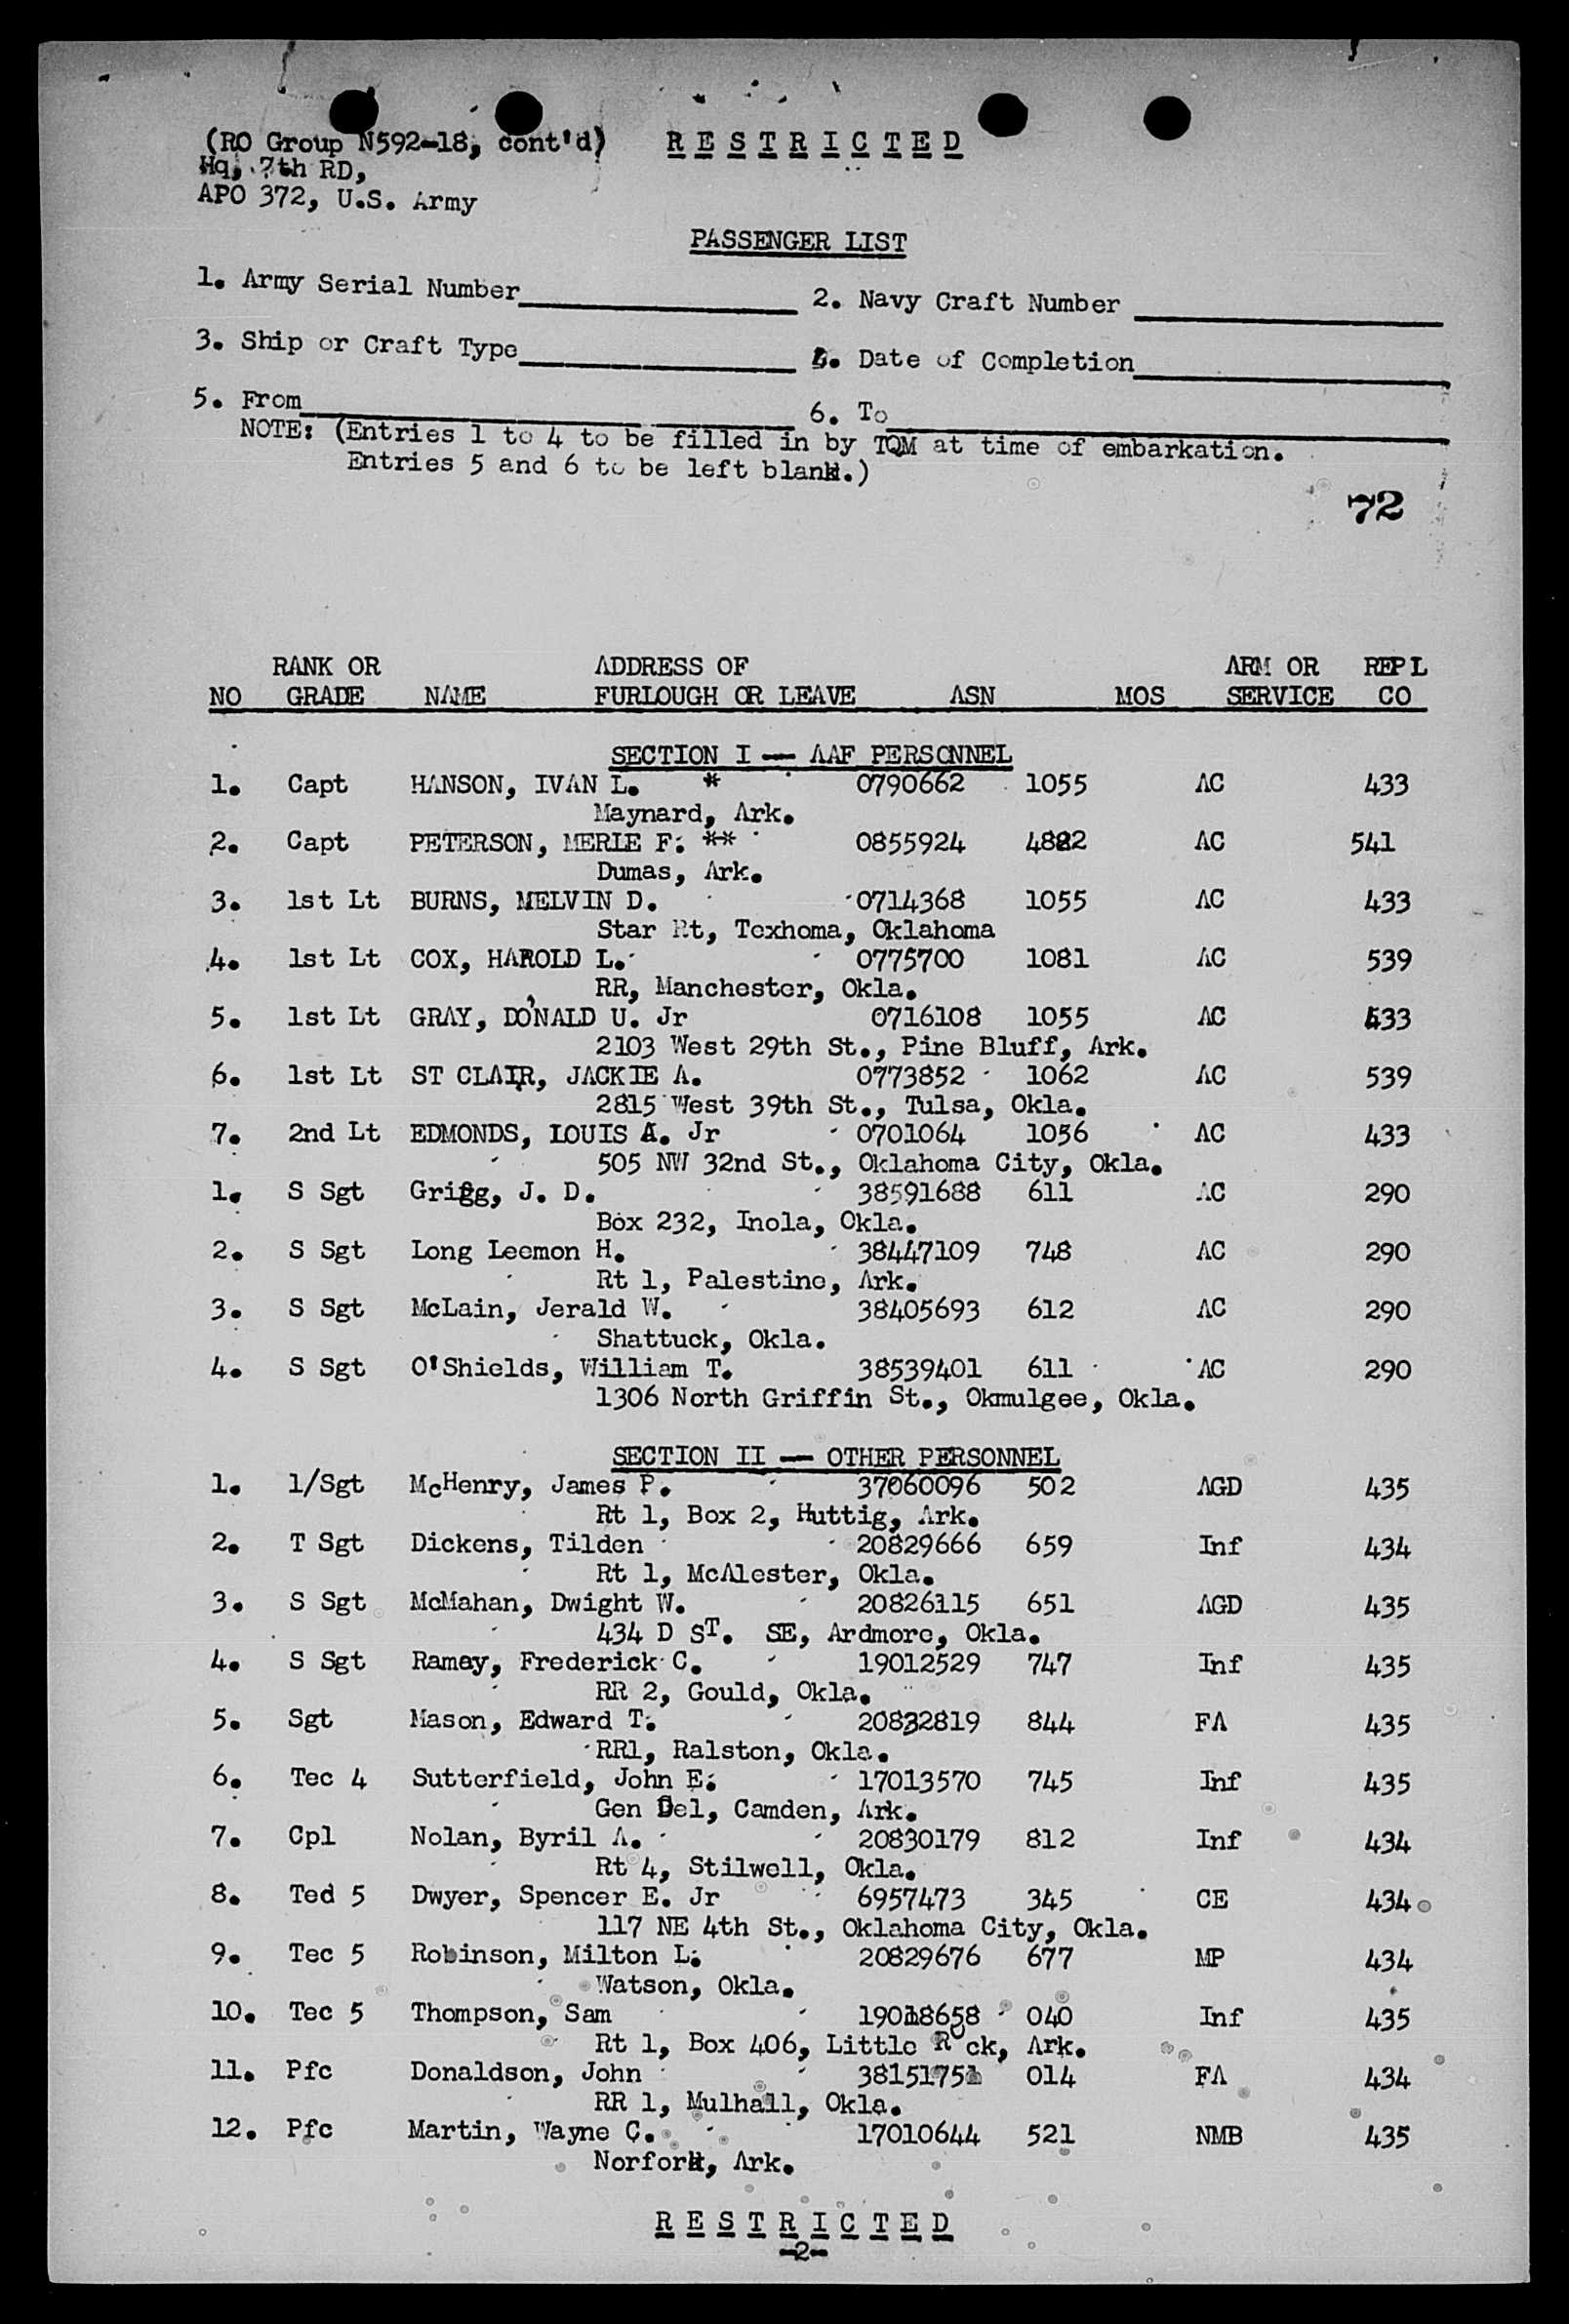 (RO Group N592-18, cont'd) R E S T R I C T E D
Hq, 7th RD,
APO 372, U.S. Army
PASSENGER LIST
1. Army Serial Number____ 2. Navy Craft Number ____
3. Ship or Craft Type____ 4. Date of Completion____
5. From____ 6. To____
NOTE: (Entries 1 to 4 to be filled in by TQM at time of embarkation.
Entries 5 and 6 to be left blank.)
72
RANK OR ADDRESS OF ARM OR REPL
NO GRADE NAME FURLOUGH OR LEAVE ASN MOS SERVICE CO
SECTION I — AAF PERSONNEL
1. Capt HANSON, IVAN L. * 0790662 1055 AC 433
Maynard, Ark.
2. Capt PETERSON, MERLE F. ** 0855924 4882 AC 541
Dumas, Ark.
3. 1st Lt BURNS, MELVIN D. 0714368 1055 AC 433
Star Rt, Texhoma, Oklahoma
4. 1st Lt COX, HAROLD L. 0775700 1081 AC 539
RR, Manchester, Okla.
5. 1st Lt GRAY, DONALD U. Jr 0716108 1055 AC 433
2103 West 29th St., Pine Bluff, Ark.
6. 1st Lt ST CLAIR, JACKIE A. 0773852 1062 AC 539
2815 West 39th St., Tulsa, Okla.
7. 2nd Lt EDMONDS, LOUIS A. Jr 0701064 1056 AC 433
505 NW 32nd St., Oklahoma City, Okla.
1. S Sgt Grigg, J. D. 38591688 611 AC 290
Box 232, Inola, Okla.
2. S Sgt Long Leemon H. 38447109 748 AC 290
Rt 1, Palestine, Ark.
3. S Sgt McLain, Jerald W. 38405693 612 AC 290
Shattuck, Okla.
4. S Sgt O'Shields, William T. 38539401 611 AC 290
1306 North Griffin St., Okmulgee, Okla.
SECTION II — OTHER PERSONNEL
1. 1/Sgt McHenry, James P. 37060096 502 AGD 435
Rt 1, Box 2, Huttig, Ark.
2. T Sgt Dickens, Tilden 20829666 659 Inf 434
Rt 1, McAlester, Okla.
3. S Sgt McMahan, Dwight W. 20826115 651 AGD 435
434 D ST. SE, Ardmore, Okla.
4. S Sgt Ramey, Frederick C. 19012529 747 Inf 435
RR 2, Gould, Okla.
5. Sgt Mason, Edward T. 20832819 844 FA 435
RR1, Ralston, Okla.
6. Tec 4 Sutterfield, John E. 17013570 745 Inf 435
Gen Del, Camden, Ark.
7. Cpl Nolan, Byril A. 20830179 812 Inf 434
Rt 4, Stilwell, Okla.
8. Ted 5 Dwyer, Spencer E. Jr 6957473 345 CE 434
117 NE 4th St., Oklahoma City, Okla.
9. Tec 5 Robinson, Milton L. 20829676 677 MP 434
Watson, Okla.
10. Tec 5 Thompson, Sam 19018658 040 Inf 435
Rt 1, Box 406, Little Rock, Ark.
11. Pfc Donaldson, John 38151751 014 FA 434
RR 1, Mulhall, Okla.
12. Pfc Martin, Wayne C. 17010644 521 NMB 435
Norfork, Ark.
R E S T R I C T E D
-2-